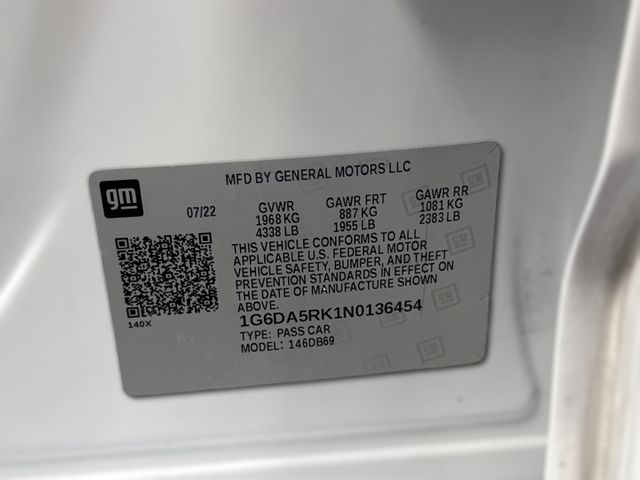 MFD BY GENERAL MOTORS LLC
gm
07/22
GVWR
1968 KG
4338 LB
GAWR FRT
887 KG
1955 LB
GAWR RR
1081 KG
2383 LB
THIS VEHICLE CONFORMS TO ALL
APPLICABLE U.S. FEDERAL MOTOR
VEHICLE SAFETY, BUMPER, AND THEFT
PREVENTION STANDARDS IN EFFECT ON
THE DATE OF MANUFACTURE SHOWN
ABOVE.
140X
1G6DA5RK1N0136454
TYPE: PASS CAR
MODEL: 146DB69